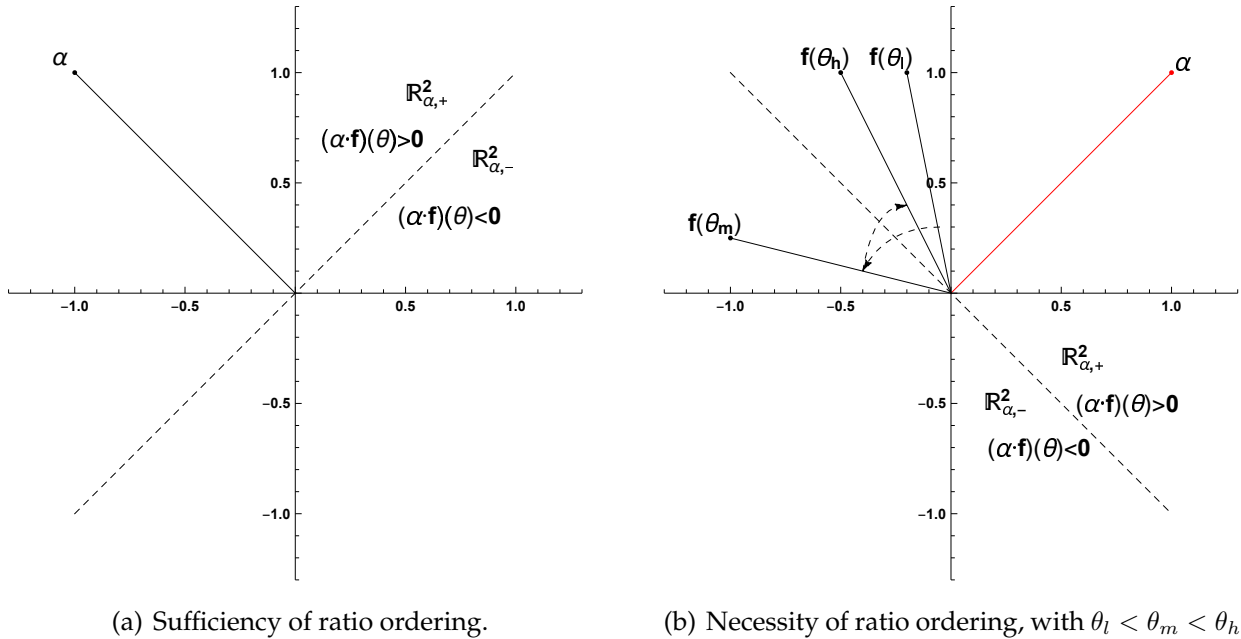 α
1.0
ℝ²α,+
(α·f)(θ)>0
ℝ²α,−
0.5
(α·f)(θ)<0
−1.0
−0.5
0.5
1.0
−0.5
−1.0
(a) Sufficiency of ratio ordering.
f(θh)
f(θl)
α
1.0
0.5
f(θm)
−1.0
−0.5
0.5
1.0
ℝ²α,+
ℝ²α,−
(α·f)(θ)>0
−0.5
(α·f)(θ)<0
−1.0
(b) Necessity of ratio ordering, with θl < θm < θh